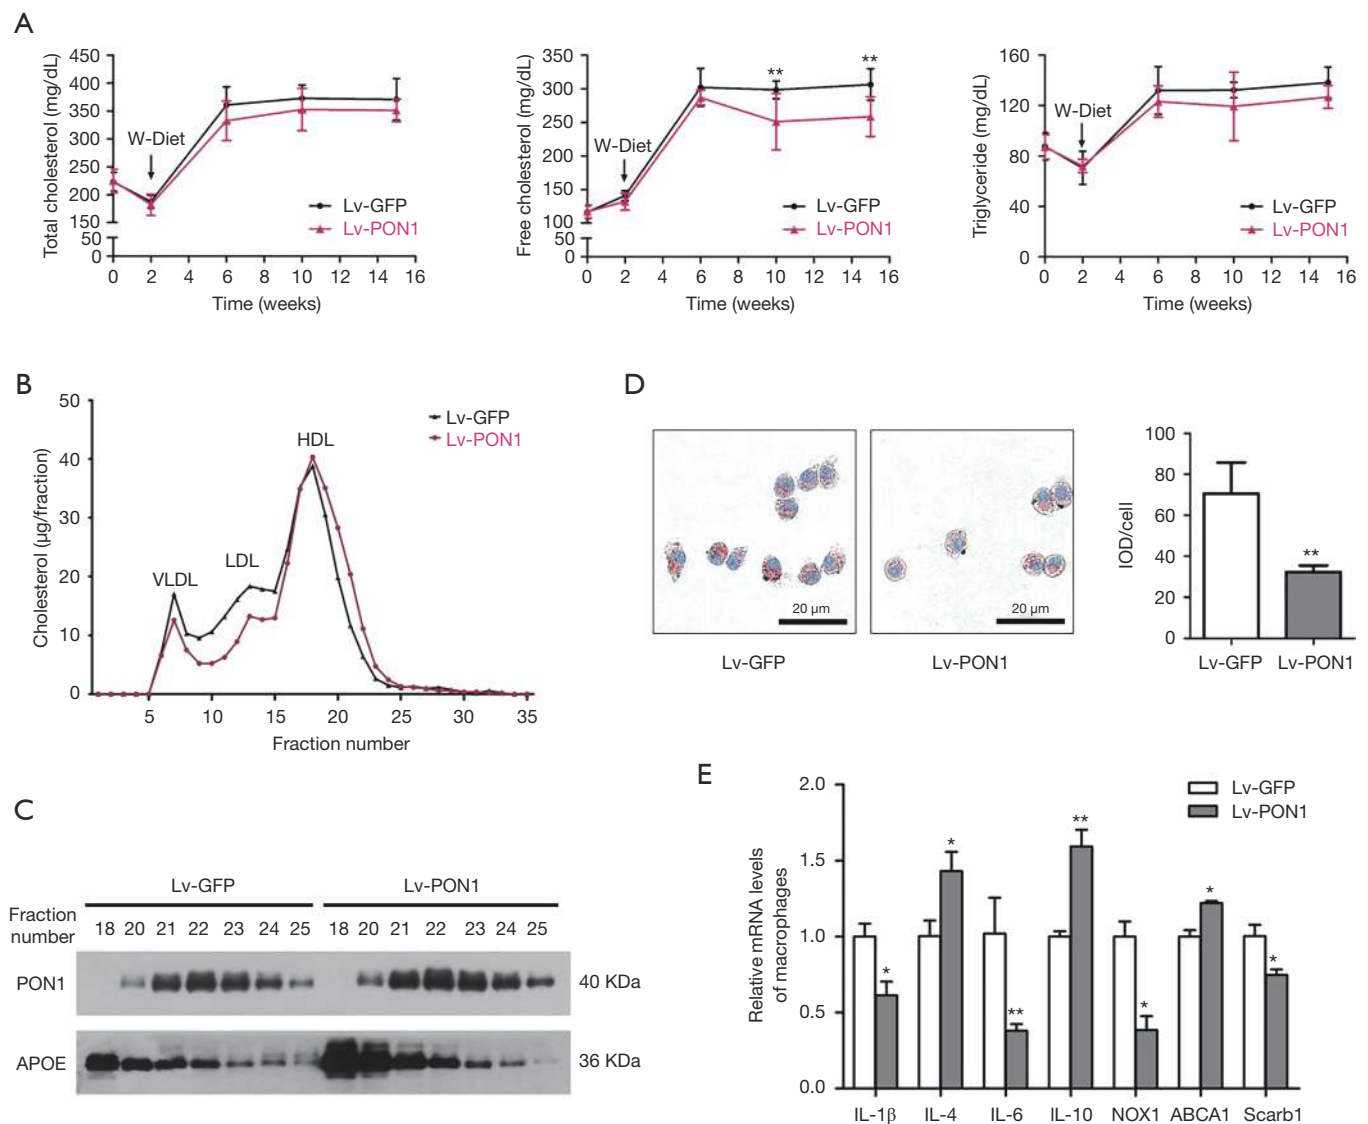 A
Total cholesterol (mg/dL)
450
400
350
300
250
200
150
50
0
W-Diet
Lv-GFP
Lv-PON1
0 2 4 6 8 10 12 14 16
Time (weeks)
Free cholesterol (mg/dL)
350
300
250
200
150
100
50
0
W-Diet
**
**
Lv-GFP
Lv-PON1
0 2 4 6 8 10 12 14 16
Time (weeks)
Triglyceride (mg/dL)
160
120
80
40
0
W-Diet
Lv-GFP
Lv-PON1
0 2 4 6 8 10 12 14 16
Time (weeks)
B
Cholesterol (µg/fraction)
50
40
30
20
10
0
VLDL
LDL
HDL
Lv-GFP
Lv-PON1
5 10 15 20 25 30 35
Fraction number
D
20 µm
20 µm
Lv-GFP
Lv-PON1
IOD/cell
100
80
60
40
20
0
**
Lv-GFP Lv-PON1
C
Lv-GFP
Lv-PON1
Fraction
number
18 20 21 22 23 24 25 18 20 21 22 23 24 25
PON1
40 KDa
APOE
36 KDa
E
Relative mRNA levels
of macrophages
2.0
1.5
1.0
0.5
0.0
Lv-GFP
Lv-PON1
* * ** ** * * *
IL-1β IL-4 IL-6 IL-10 NOX1 ABCA1 Scarb1